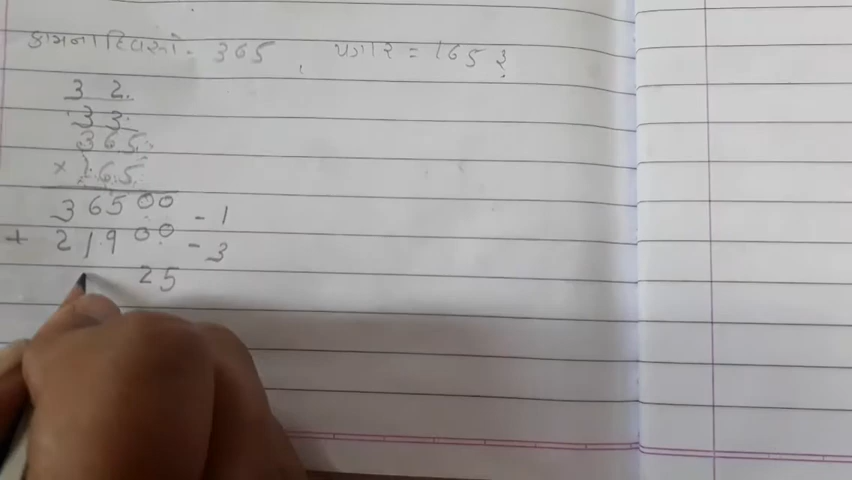 કામના દિવસો - 365 , પગાર = 165 રૂ
3 2.
3 3.
365
× 165
36500 - 1
+ 21900 - 3
25